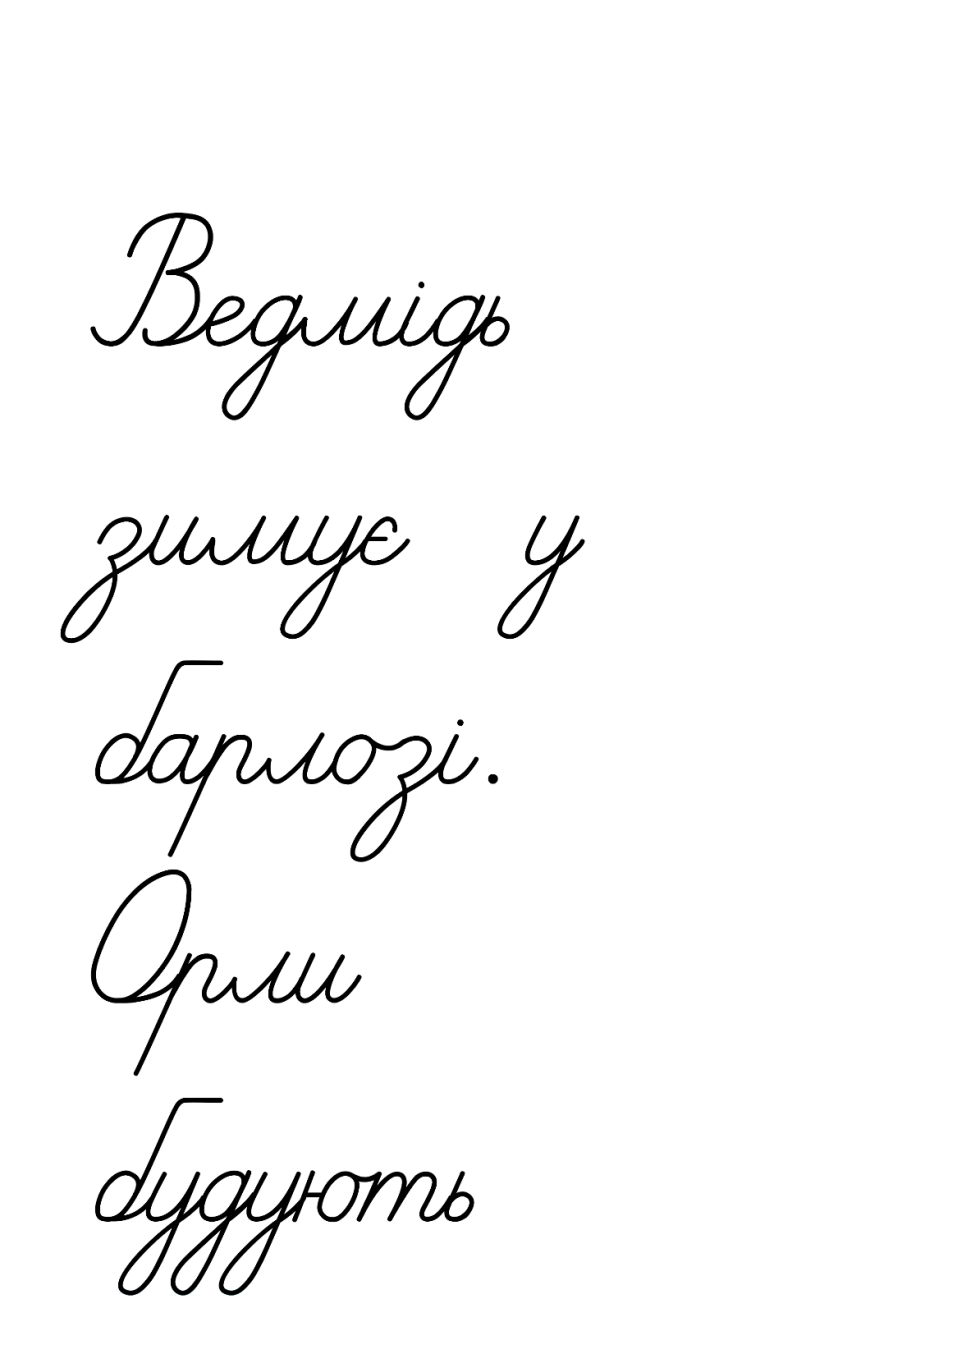 Ведмідь
зимує у
барлозі.
Орли
будують